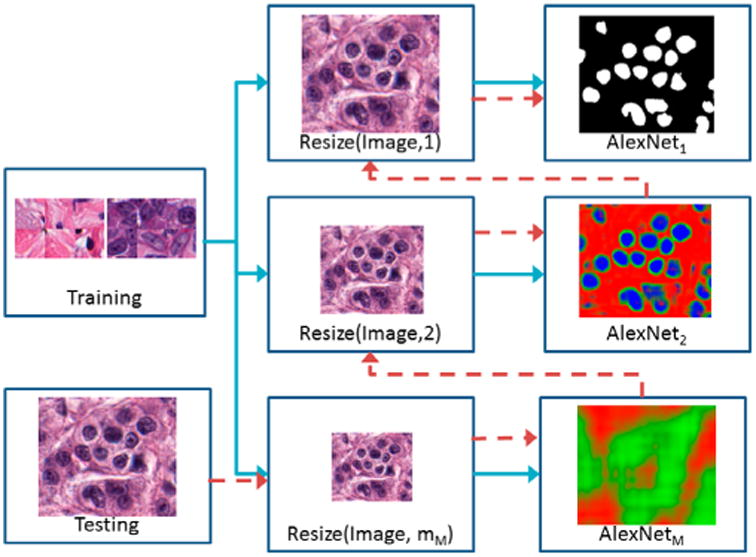 Resize(Image,1)
AlexNet1
Training
Resize(Image,2)
AlexNet2
Testing
Resize(Image, mM)
AlexNetM